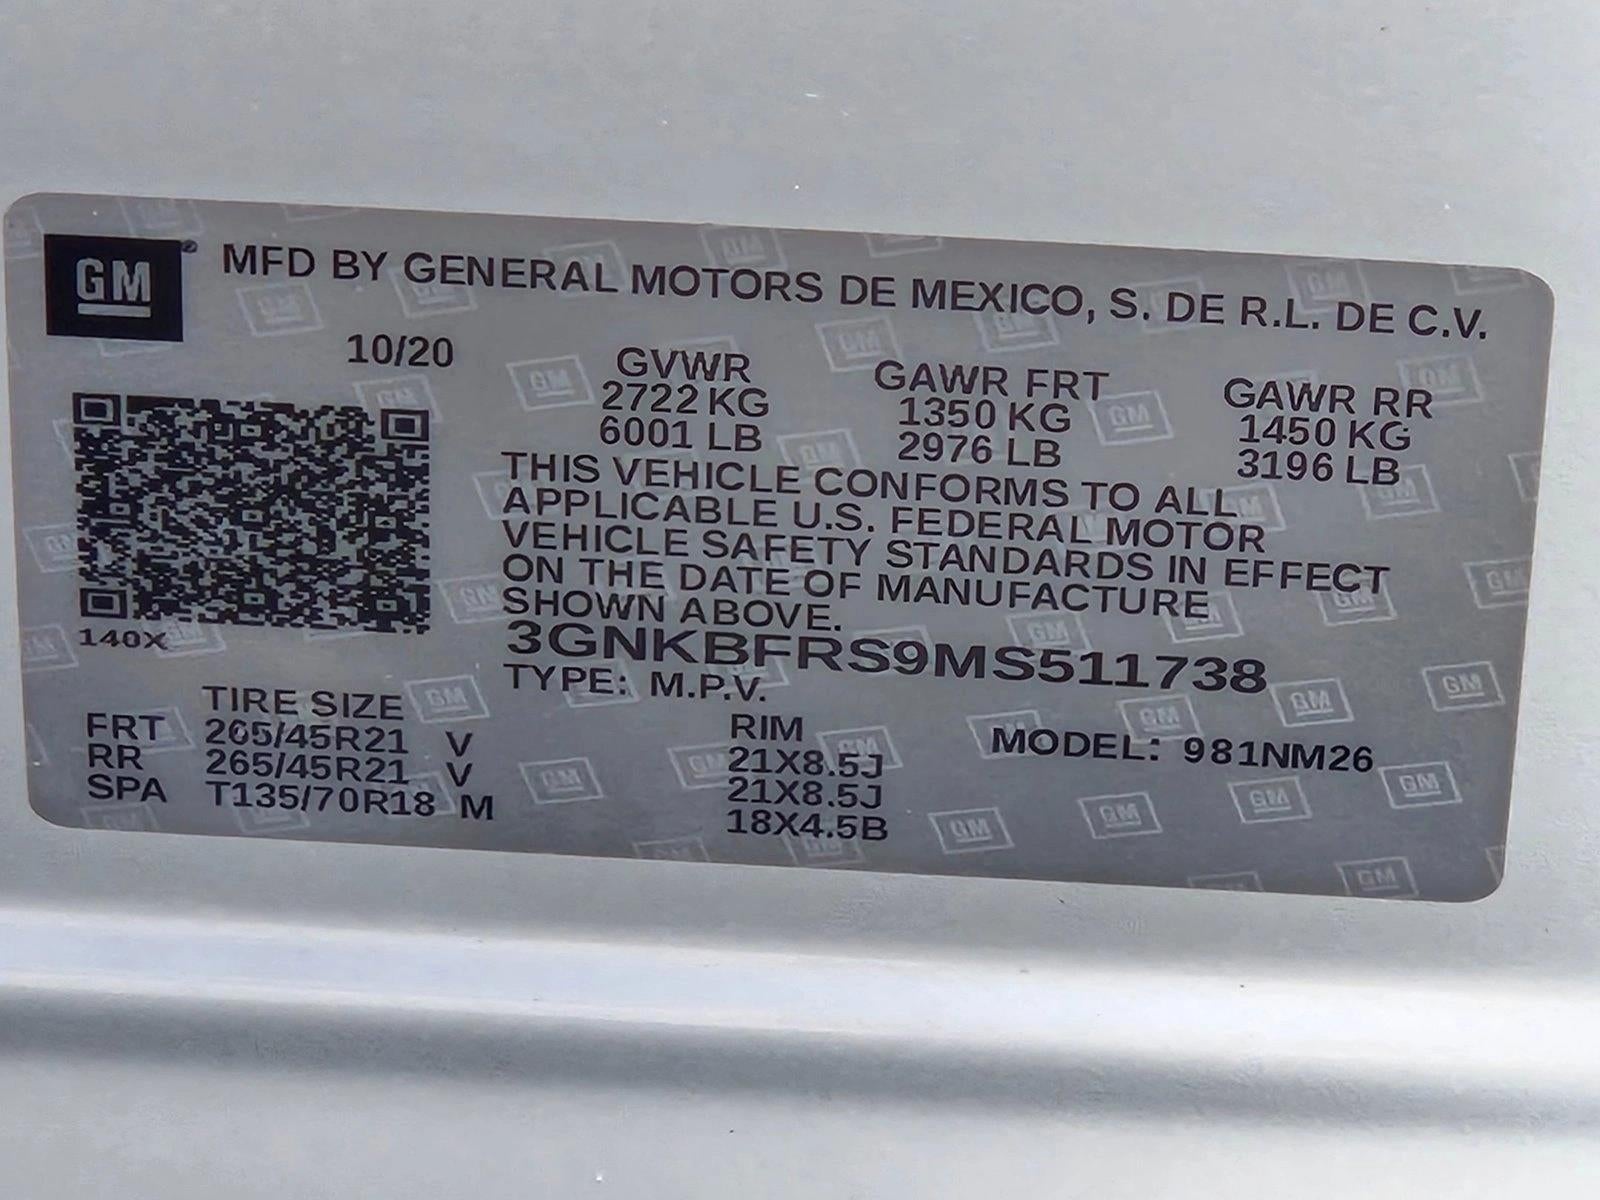 GM® MFD BY GENERAL MOTORS DE MEXICO, S. DE R.L. DE C.V.
10/20 GVWR GAWR FRT GAWR RR
2722 KG 1350 KG 1450 KG
6001 LB 2976 LB 3196 LB
THIS VEHICLE CONFORMS TO ALL
APPLICABLE U.S. FEDERAL MOTOR
VEHICLE SAFETY STANDARDS IN EFFECT
ON THE DATE OF MANUFACTURE
SHOWN ABOVE.
140X
3GNKBFRS9MS511738
TYPE: M.P.V.
TIRE SIZE RIM MODEL: 981NM26
FRT 265/45R21 V 21X8.5J
RR 265/45R21 V 21X8.5J
SPA T135/70R18 M 18X4.5B